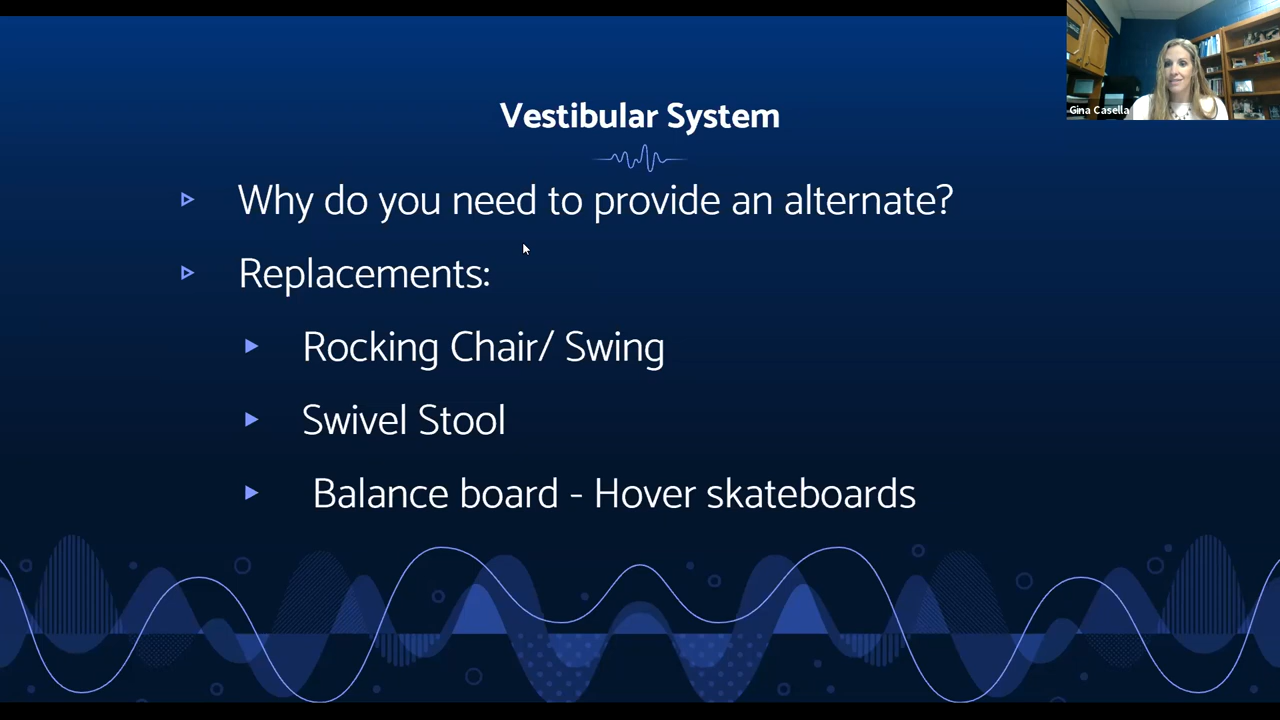 Gina Casella
Vestibular System
Why do you need to provide an alternate?
Replacements:
Rocking Chair/ Swing
Swivel Stool
Balance board - Hover skateboards